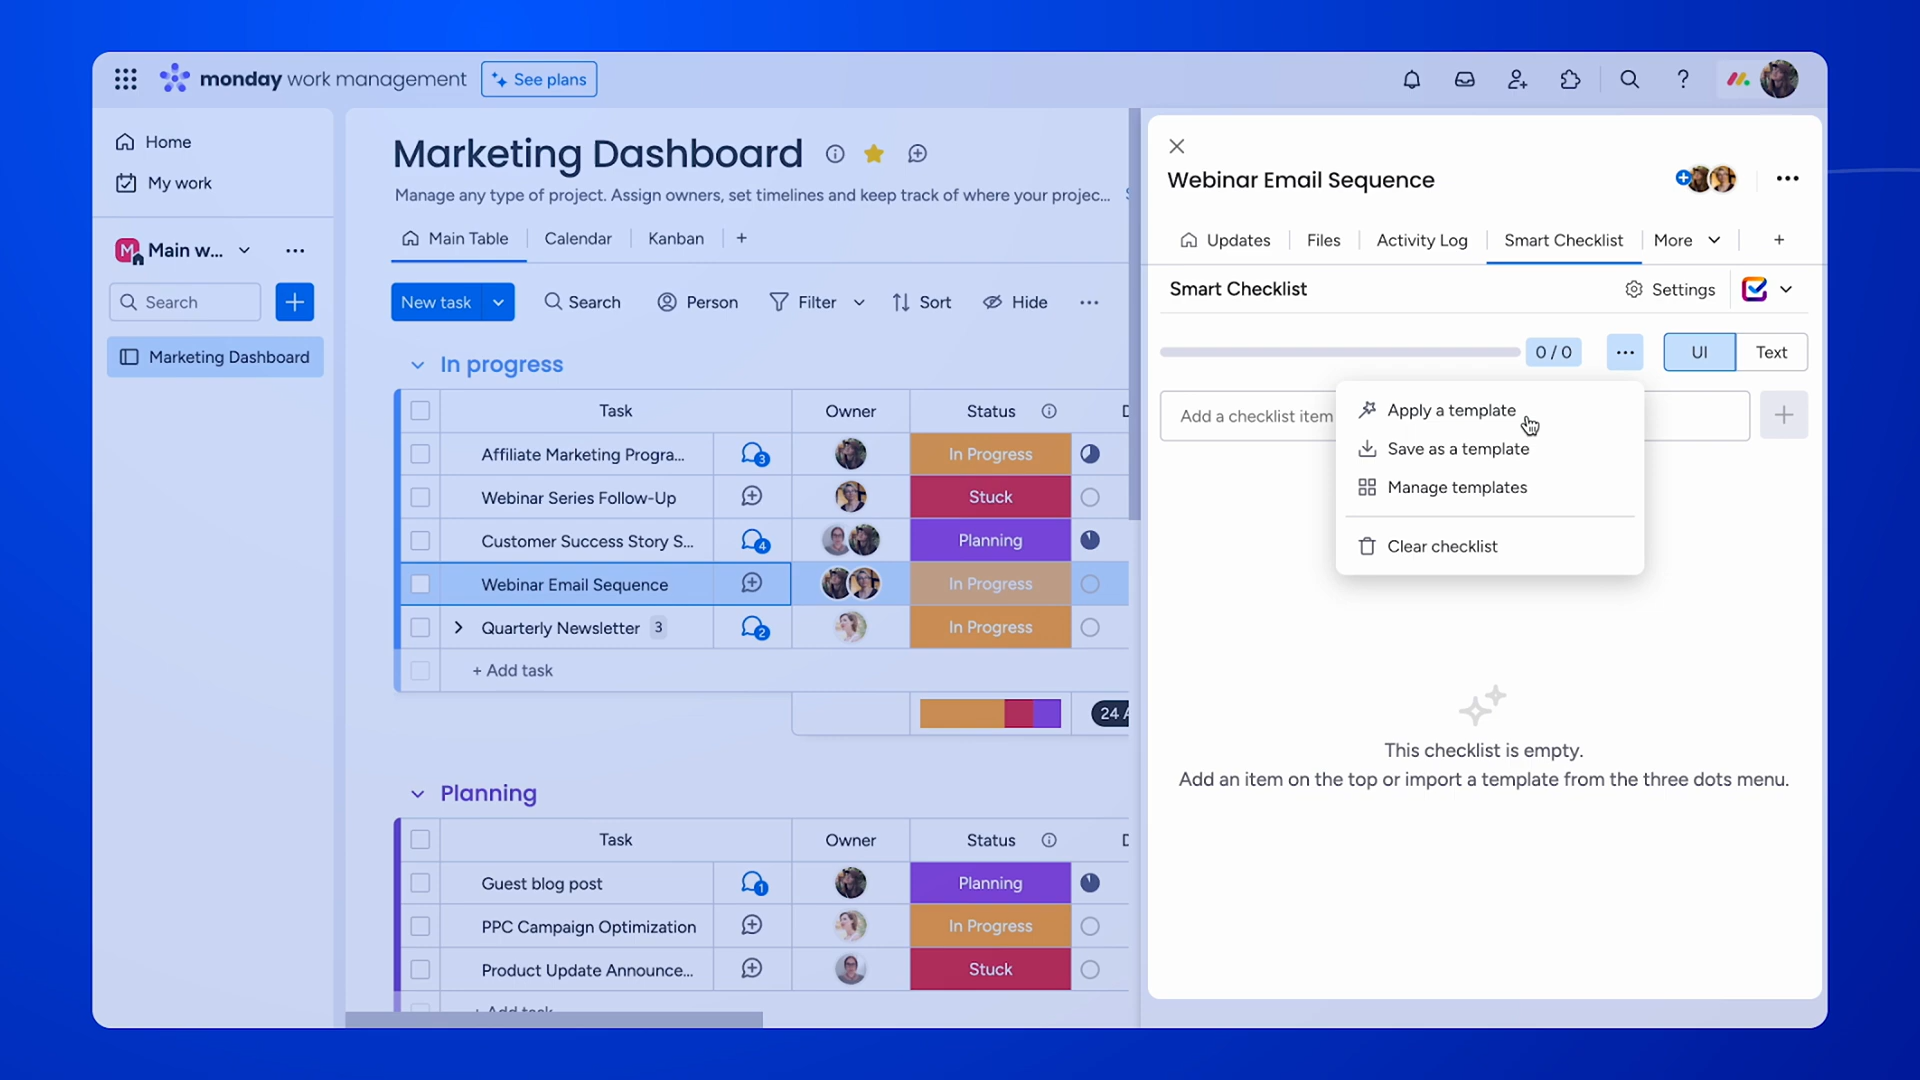 monday work management
See plans
Home
My work
M
Main w...
Search
Marketing Dashboard
Marketing Dashboard
Manage any type of project. Assign owners, set timelines and keep track of where your projec...
Main Table
Calendar
Kanban
New task
Search
Person
Filter
Sort
Hide
In progress
Task
Owner
Status
Affiliate Marketing Progra...
3
In Progress
Webinar Series Follow-Up
Stuck
Customer Success Story S...
4
Planning
Webinar Email Sequence
In Progress
Quarterly Newsletter 3
2
In Progress
+ Add task
24
Planning
Task
Owner
Status
Guest blog post
1
Planning
PPC Campaign Optimization
In Progress
Product Update Announce...
Stuck
+ Add task
Webinar Email Sequence
Updates
Files
Activity Log
Smart Checklist
More
Smart Checklist
Settings
0 / 0
UI
Text
Add a checklist item
Apply a template
Save as a template
Manage templates
Clear checklist
This checklist is empty.
Add an item on the top or import a template from the three dots menu.